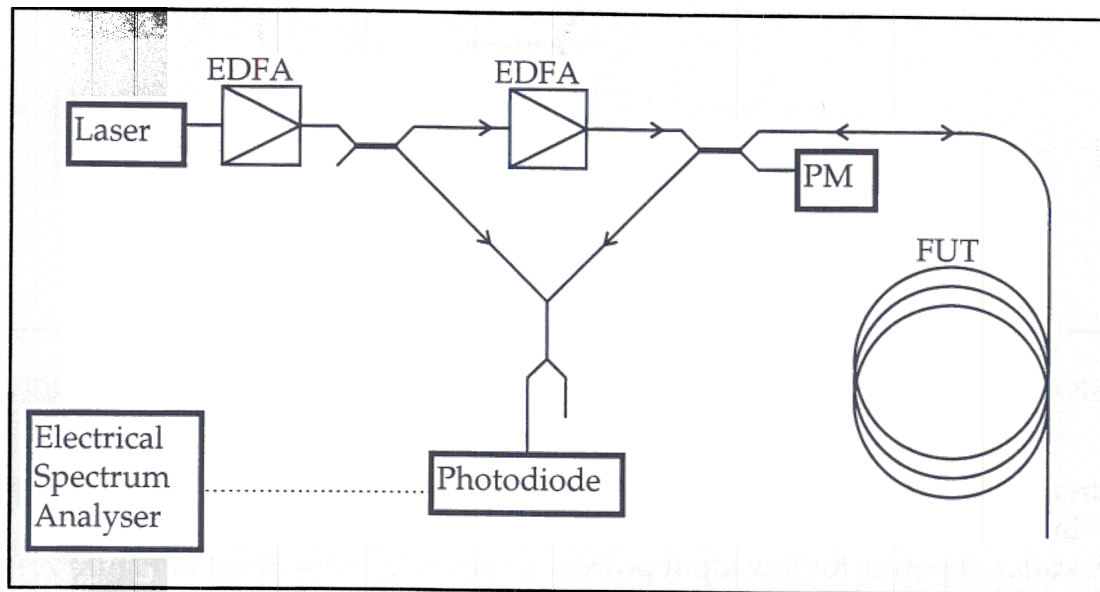 EDFA
EDFA
Laser
PM
FUT
Electrical
Spectrum
Analyser
Photodiode